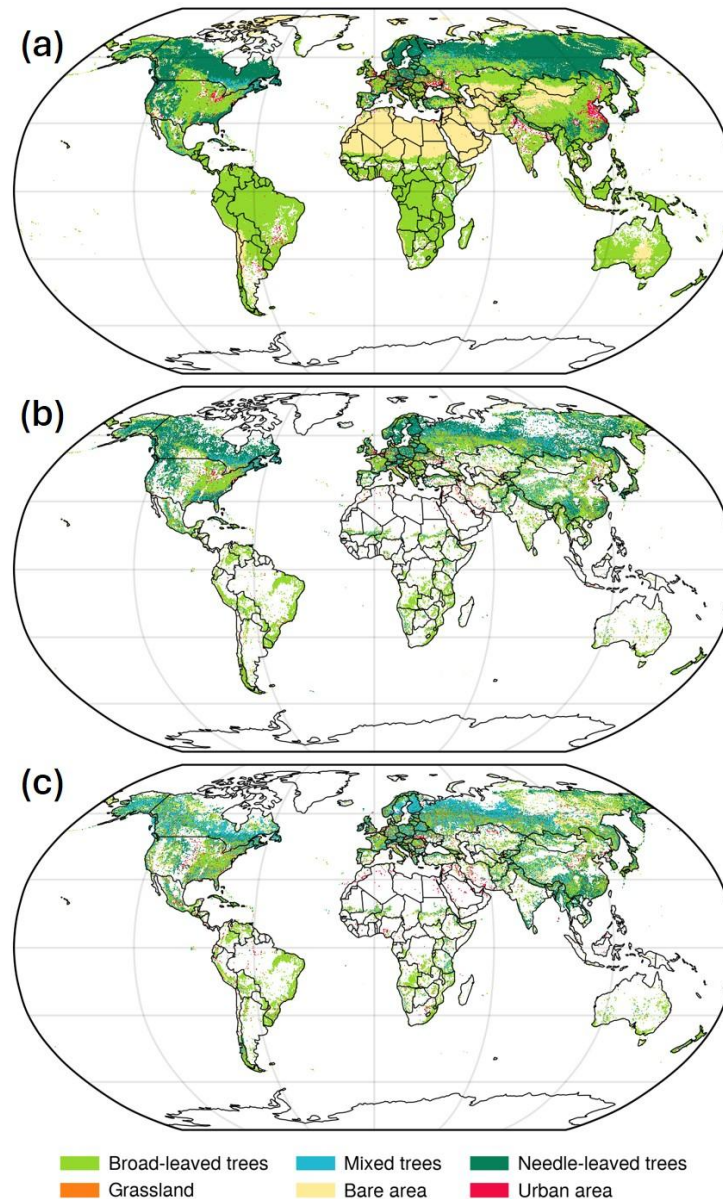 (a)
(b)
(c)
Broad-leaved trees Mixed trees Needle-leaved trees
Grassland Bare area Urban area